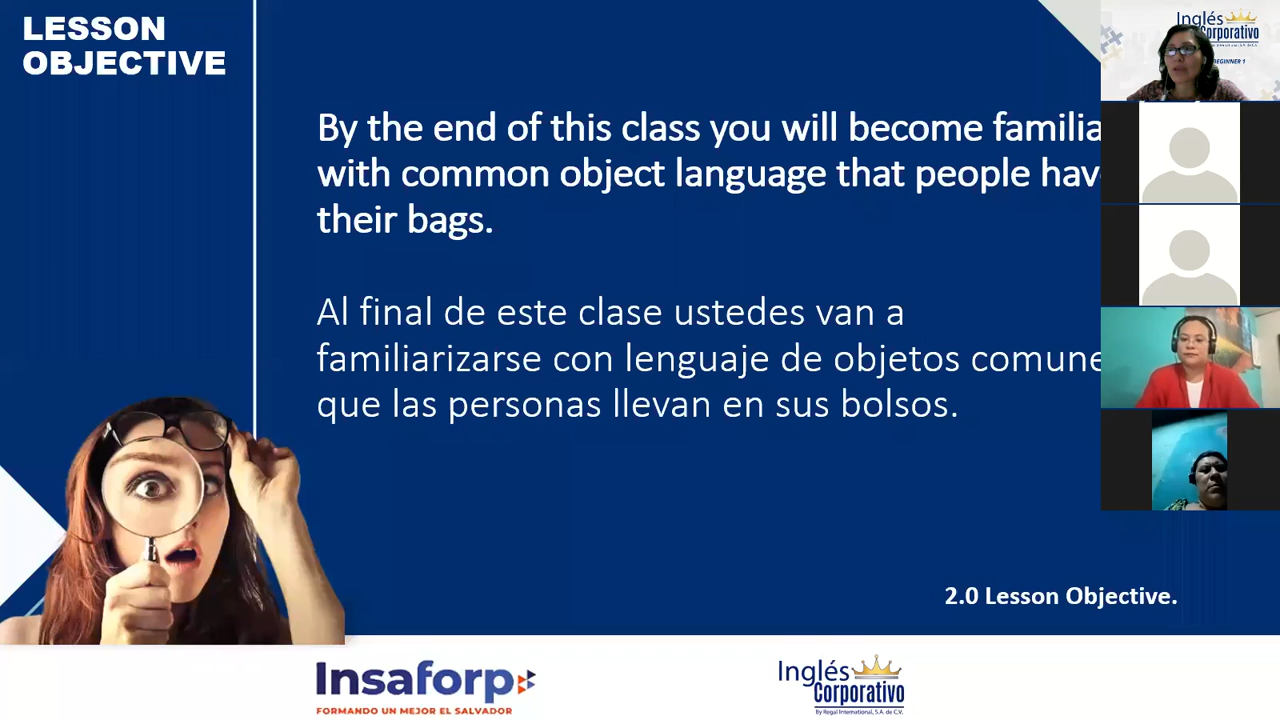 LESSON
OBJECTIVE
By the end of this class you will become familia
with common object language that people hav
their bags.
Al final de este clase ustedes van a
familiarizarse con lenguaje de objetos comune
que las personas llevan en sus bolsos.
2.0 Lesson Objective.
Insaforp
FORMANDO UN MEJOR EL SALVADOR
Inglés
Corporativo
By Regal International, S.A. de C.V.
Inglés
Corporativo
BEGINNER 1